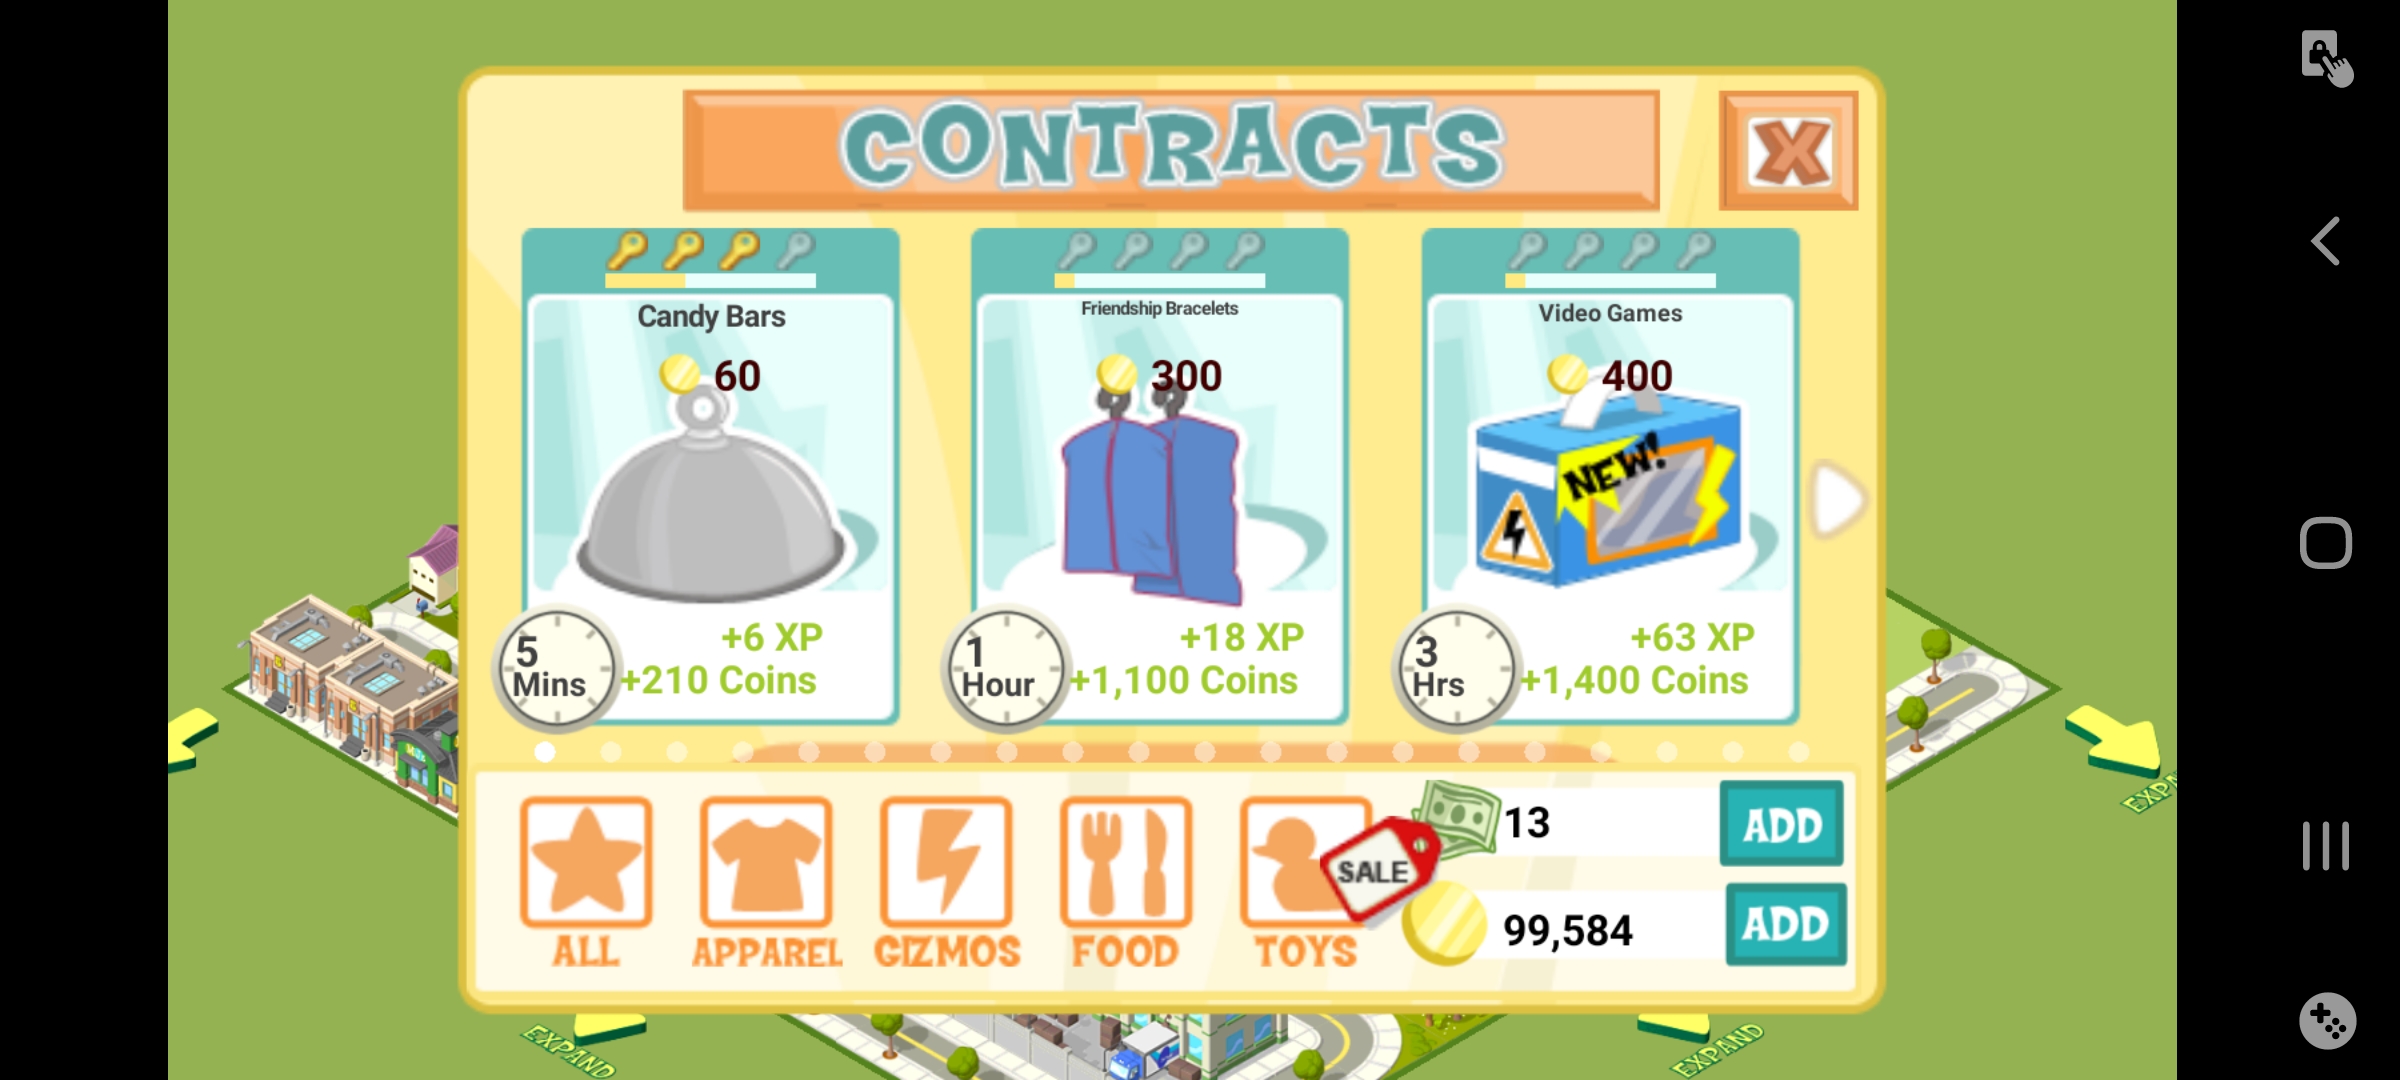 CONTRACTS
X
Candy Bars
60
5
Mins
+6 XP
+210 Coins
Friendship Bracelets
300
1
Hour
+18 XP
+1,100 Coins
Video Games
400
NEW!
3
Hrs
+63 XP
+1,400 Coins
ALL
APPAREL
GIZMOS
FOOD
TOYS
SALE
13
ADD
99,584
ADD
EXPAND
EXPAND
EXPAN